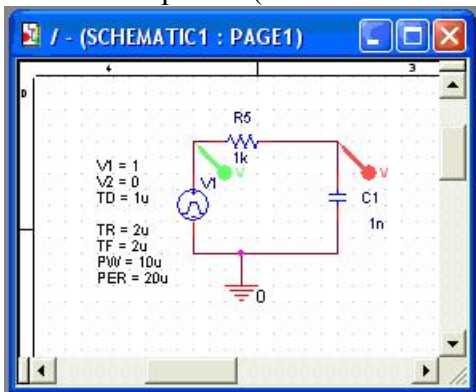 / - (SCHEMATIC1 : PAGE1)
4 3
D
R5
1k
V
V
V1 = 1
V2 = 0
TD = 1u
V1
C1
1n
TR = 2u
TF = 2u
PW = 10u
PER = 20u
0